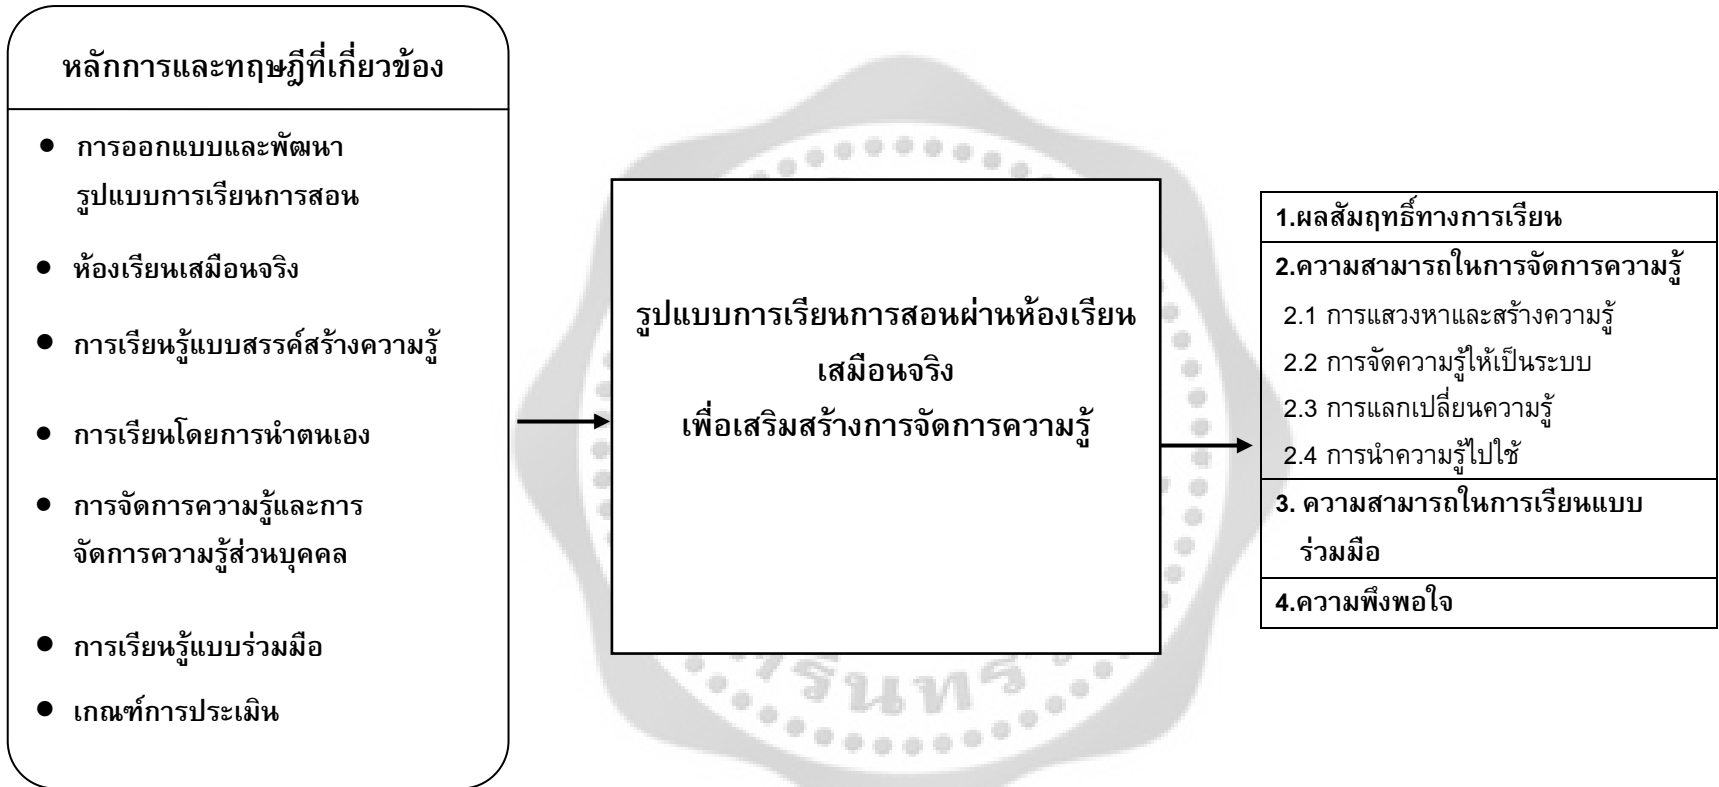 หลักการและทฤษฎีที่เกี่ยวข้อง
● การออกแบบและพัฒนา
รูปแบบการเรียนการสอน
● ห้องเรียนเสมือนจริง
● การเรียนรู้แบบสรรค์สร้างความรู้
● การเรียนโดยการนำตนเอง
● การจัดการความรู้และการ
จัดการความรู้ส่วนบุคคล
● การเรียนรู้แบบร่วมมือ
● เกณฑ์การประเมิน
รูปแบบการเรียนการสอนผ่านห้องเรียน
เสมือนจริง
เพื่อเสริมสร้างการจัดการความรู้
1.ผลสัมฤทธิ์ทางการเรียน
2.ความสามารถในการจัดการความรู้
2.1 การแสวงหาและสร้างความรู้
2.2 การจัดความรู้ให้เป็นระบบ
2.3 การแลกเปลี่ยนความรู้
2.4 การนำความรู้ไปใช้
3. ความสามารถในการเรียนแบบ
ร่วมมือ
4.ความพึงพอใจ